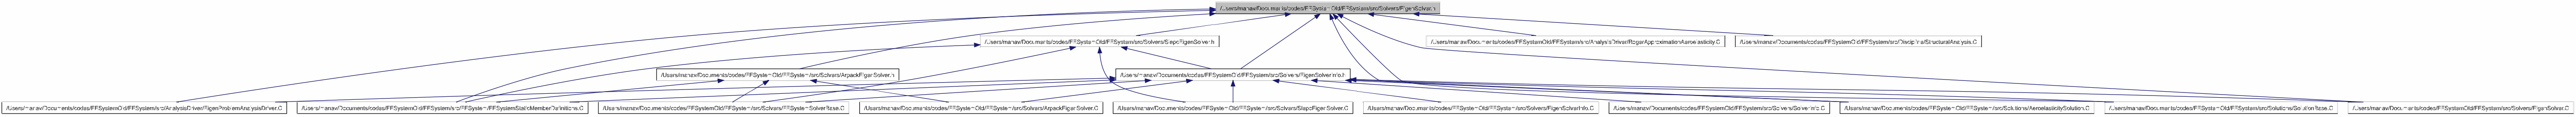 /Users/manav/Documents/codes/FESystemOld/FESystem/src/Solvers/EigenSolver.h
/Users/manav/Documents/codes/FESystemOld/FESystem/src/Solvers/SlepcEigenSolver.h
/Users/manav/Documents/codes/FESystemOld/FESystem/src/AnalysisDriver/RogerApproximationAeroelasticity.C
/Users/manav/Documents/codes/FESystemOld/FESystem/src/Discipline/StructuralAnalysis.C
/Users/manav/Documents/codes/FESystemOld/FESystem/src/Solvers/ArpackEigenSolver.h
/Users/manav/Documents/codes/FESystemOld/FESystem/src/Solvers/EigenSolverInfo.h
/Users/manav/Documents/codes/FESystemOld/FESystem/src/AnalysisDriver/EigenProblemAnalysisDriver.C
/Users/manav/Documents/codes/FESystemOld/FESystem/src/FESystem/FESystemStaticMemberDefinitions.C
/Users/manav/Documents/codes/FESystemOld/FESystem/src/Solvers/SolverBase.C
/Users/manav/Documents/codes/FESystemOld/FESystem/src/Solvers/ArpackEigenSolver.C
/Users/manav/Documents/codes/FESystemOld/FESystem/src/Solvers/SlepcEigenSolver.C
/Users/manav/Documents/codes/FESystemOld/FESystem/src/Solvers/EigenSolverInfo.C
/Users/manav/Documents/codes/FESystemOld/FESystem/src/Solvers/SolverInfo.C
/Users/manav/Documents/codes/FESystemOld/FESystem/src/Solutions/AeroelasticitySolution.C
/Users/manav/Documents/codes/FESystemOld/FESystem/src/Solutions/SolutionBase.C
/Users/manav/Documents/codes/FESystemOld/FESystem/src/Solvers/EigenSolver.C